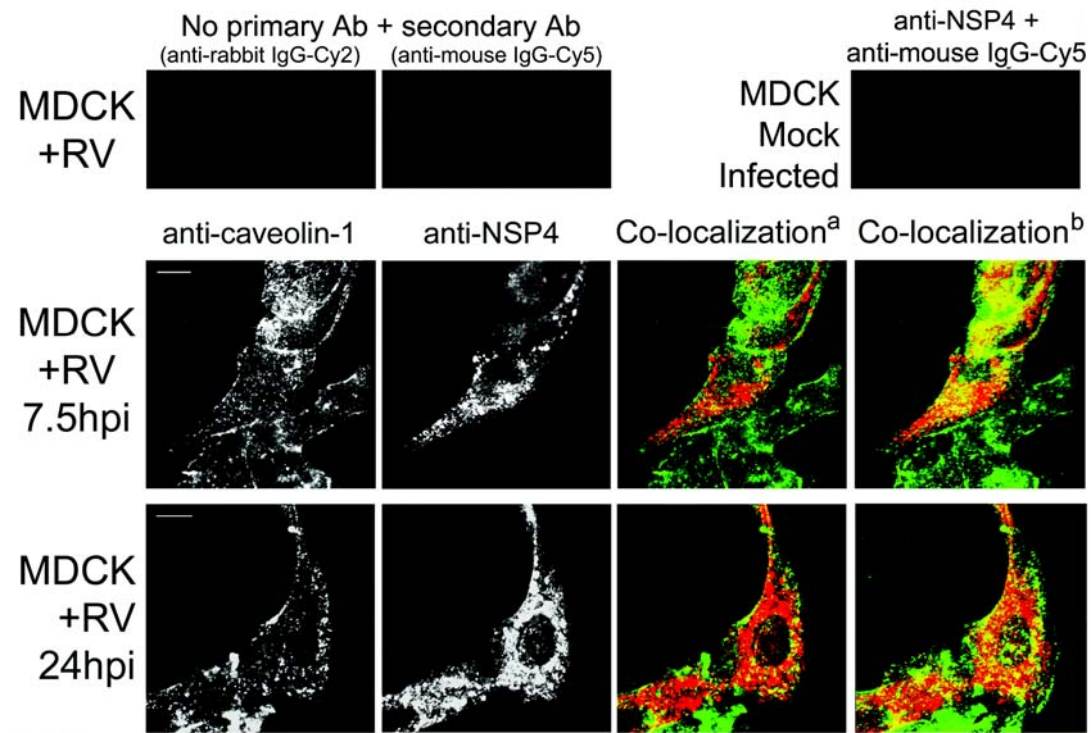 No primary Ab + secondary Ab
(anti-rabbit IgG-Cy2) (anti-mouse IgG-Cy5)
anti-NSP4 +
anti-mouse IgG-Cy5
MDCK
+RV
MDCK
Mock
Infected
anti-caveolin-1 anti-NSP4 Co-localizationᵃ Co-localizationᵇ
MDCK
+RV
7.5hpi
MDCK
+RV
24hpi